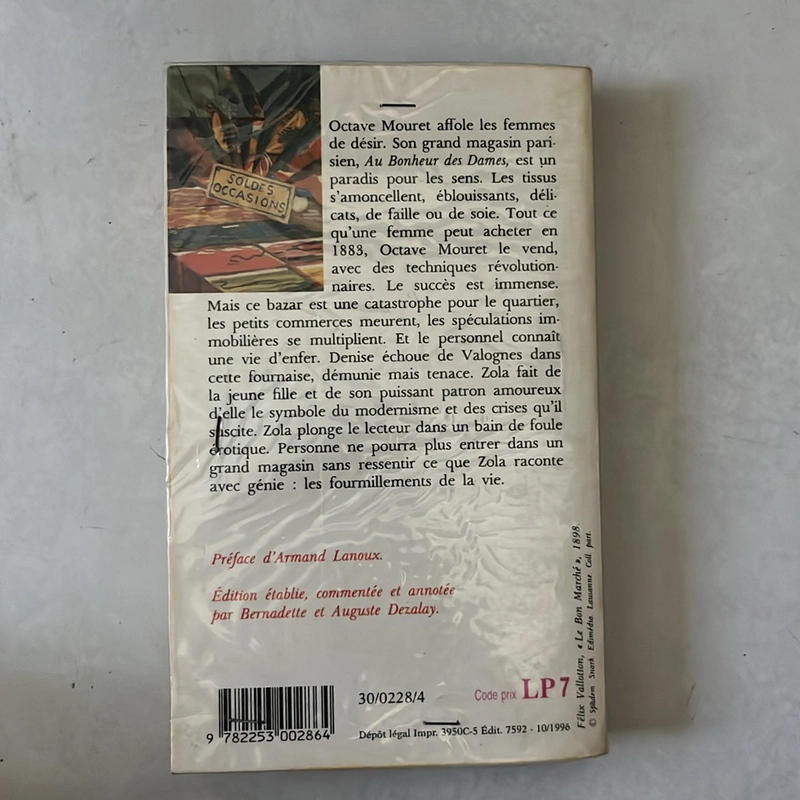 SOLDES
OCCASIONS
Octave Mouret affole les femmes
de désir. Son grand magasin pari-
sien, Au Bonheur des Dames, est un
paradis pour les sens. Les tissus
s'amoncellent, éblouissants, déli-
cats, de faille ou de soie. Tout ce
qu'une femme peut acheter en
1883, Octave Mouret le vend,
avec des techniques révolution-
naires. Le succès est immense.
Mais ce bazar est une catastrophe pour le quartier,
les petits commerces meurent, les spéculations im-
mobilières se multiplient. Et le personnel connaît
une vie d'enfer. Denise échoue de Valognes dans
cette fournaise, démunie mais tenace. Zola fait de
la jeune fille et de son puissant patron amoureux
d'elle le symbole du modernisme et des crises qu'il
suscite. Zola plonge le lecteur dans un bain de foule
érotique. Personne ne pourra plus entrer dans un
grand magasin sans ressentir ce que Zola raconte
avec génie : les fourmillements de la vie.
Préface d'Armand Lanoux.
Édition établie, commentée et annotée
par Bernadette et Auguste Dezalay.
30/0228/4
Code prix LP7
9 782253 002864
Dépôt légal Impr. 3950C-5 Édit. 7592 - 10/1996
Félix Vallotton, « Le Bon Marché », 1898.
© Spadem Snark Edimédia Lausanne Coll. part.